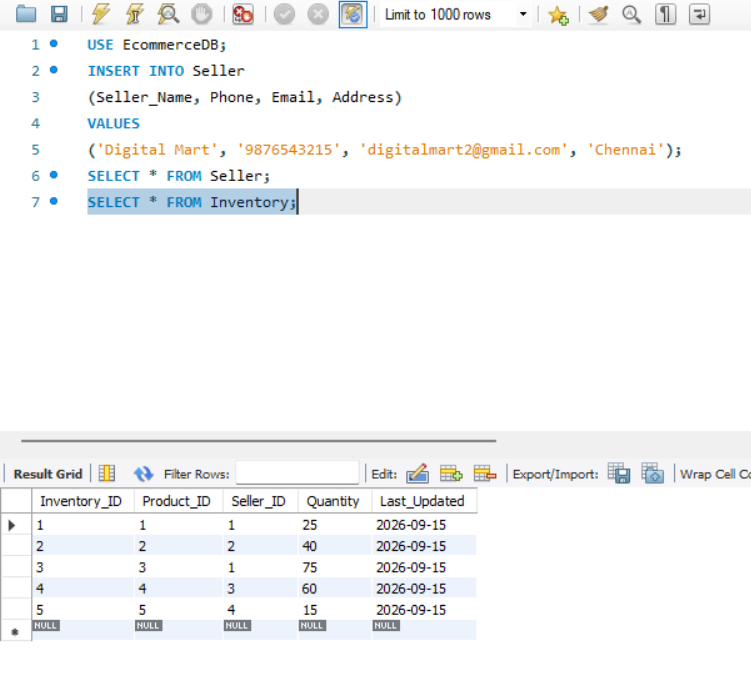 Limit to 1000 rows
1 USE EcommerceDB;
2 INSERT INTO Seller
3 (Seller_Name, Phone, Email, Address)
4 VALUES
5 ('Digital Mart', '9876543215', 'digitalmart2@gmail.com', 'Chennai');
6 SELECT * FROM Seller;
7 SELECT * FROM Inventory;
Result Grid Filter Rows: Edit: Export/Import: Wrap Cell Co
Inventory_ID Product_ID Seller_ID Quantity Last_Updated
1 1 1 25 2026-09-15
2 2 2 40 2026-09-15
3 3 1 75 2026-09-15
4 4 3 60 2026-09-15
5 5 4 15 2026-09-15
NULL NULL NULL NULL NULL